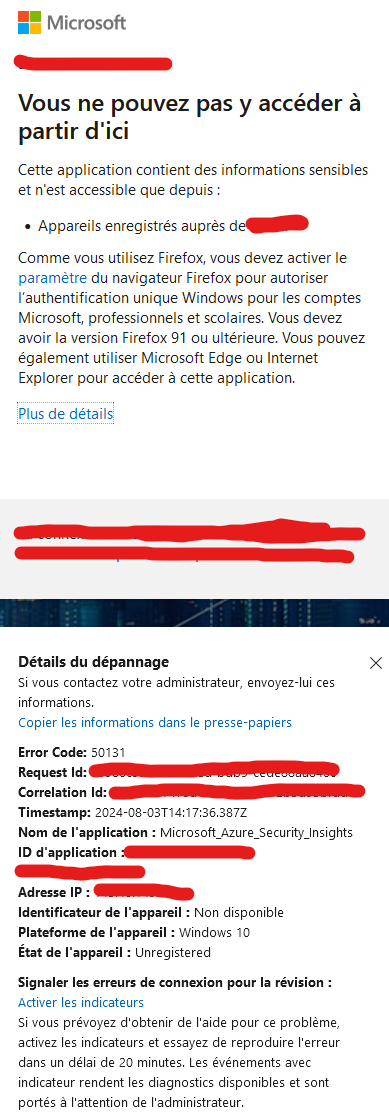 Microsoft
Vous ne pouvez pas y accéder à
partir d'ici
Cette application contient des informations sensibles
et n'est accessible que depuis :
• Appareils enregistrés auprès de
Comme vous utilisez Firefox, vous devez activer le
paramètre du navigateur Firefox pour autoriser
l'authentification unique Windows pour les comptes
Microsoft, professionnels et scolaires. Vous devez
avoir la version Firefox 91 ou ultérieure. Vous pouvez
également utiliser Microsoft Edge ou Internet
Explorer pour accéder à cette application.
Plus de détails
Détails du dépannage
Si vous contactez votre administrateur, envoyez-lui ces
informations.
Copier les informations dans le presse-papiers
Error Code: 50131
Request Id:
Correlation Id:
Timestamp: 2024-08-03T14:17:36.387Z
Nom de l'application : Microsoft_Azure_Security_Insights
ID d'application :
Adresse IP :
Identificateur de l'appareil : Non disponible
Plateforme de l'appareil : Windows 10
État de l'appareil : Unregistered
Signaler les erreurs de connexion pour la révision :
Activer les indicateurs
Si vous prévoyez d'obtenir de l'aide pour ce problème,
activez les indicateurs et essayez de reproduire l'erreur
dans un délai de 20 minutes. Les événements avec
indicateur rendent les diagnostics disponibles et sont
portés à l'attention de l'administrateur.